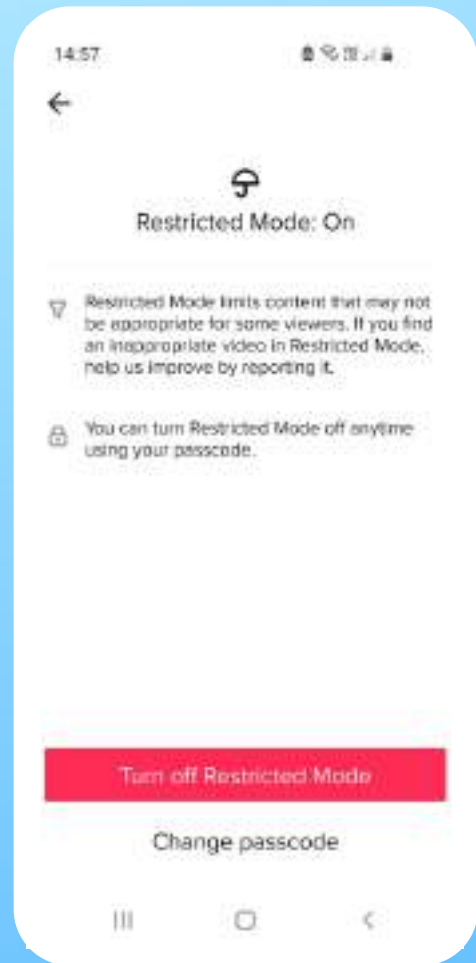 14:57
Restricted Mode: On
Restricted Mode limits content that may not
be appropriate for some viewers. If you find
an inappropriate video in Restricted Mode,
help us improve by reporting it.
You can turn Restricted Mode off anytime
using your passcode.
Turn off Restricted Mode
Change passcode